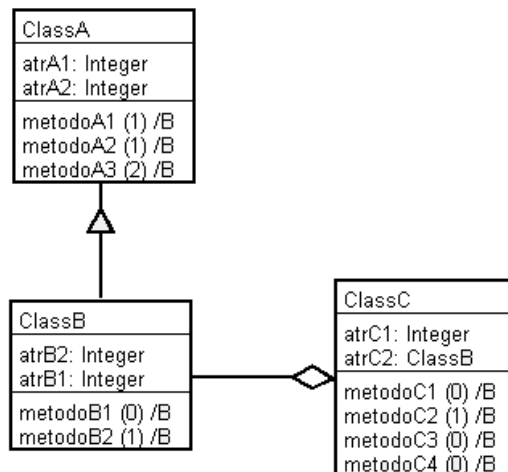 ClassA
atrA1: Integer
atrA2: Integer
metodoA1 (1) /B
metodoA2 (1) /B
metodoA3 (2) /B
ClassB
atrB2: Integer
atrB1: Integer
metodoB1 (0) /B
metodoB2 (1) /B
ClassC
atrC1: Integer
atrC2: ClassB
metodoC1 (0) /B
metodoC2 (1) /B
metodoC3 (0) /B
metodoC4 (0) /B